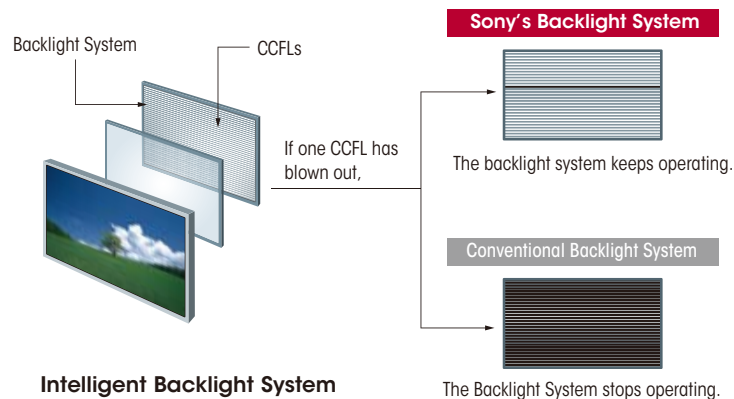 Sony's Backlight System
Backlight System
CCFLs
If one CCFL has
blown out,
The backlight system keeps operating.
Conventional Backlight System
The Backlight System stops operating.
Intelligent Backlight System